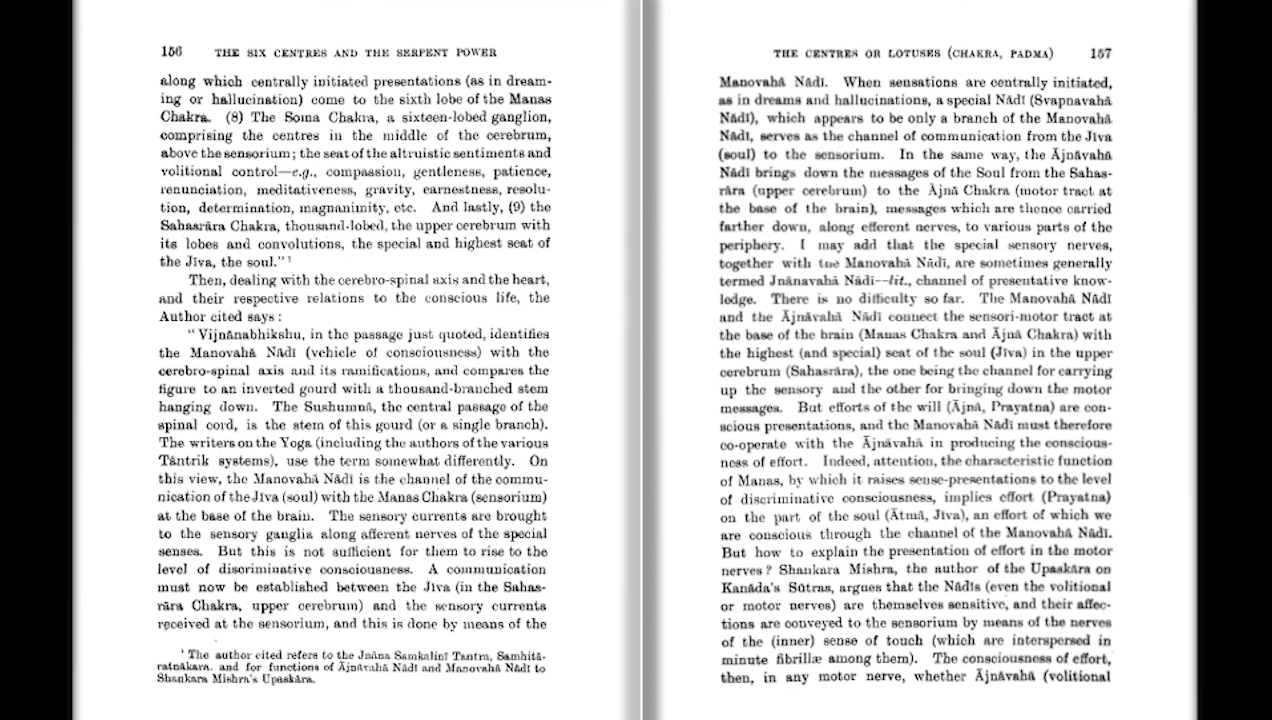 156 THE SIX CENTRES AND THE SERPENT POWER
along which centrally initiated presentations (as in dream-
ing or hallucination) come to the sixth lobe of the Manas
Chakra. (8) The Soma Chakra, a sixteen-lobed ganglion,
comprising the centres in the middle of the cerebrum,
above the sensorium; the seat of the altruistic sentiments and
volitional control—e.g., compassion, gentleness, patience,
renunciation, meditativeness, gravity, earnestness, resolu-
tion, determination, magnanimity, etc. And lastly, (9) the
Sahasrāra Chakra, thousand-lobed, the upper cerebrum with
its lobes and convolutions, the special and highest seat of
the Jīva, the soul." 1
Then, dealing with the cerebro-spinal axis and the heart,
and their respective relations to the conscious life, the
Author cited says :
" Vijnānabhikshu, in the passage just quoted, identifies
the Manovahā Nādī (vehicle of consciousness) with the
cerebro-spinal axis and its ramifications, and compares the
figure to an inverted gourd with a thousand-branched stem
hanging down. The Sushumnā, the central passage of the
spinal cord, is the stem of this gourd (or a single branch).
The writers on the Yoga (including the authors of the various
Tāntrik systems), use the term somewhat differently. On
this view, the Manovahā Nādī is the channel of the commu-
nication of the Jīva (soul) with the Manas Chakra (sensorium)
at the base of the brain. The sensory currents are brought
to the sensory ganglia along afferent nerves of the special
senses. But this is not sufficient for them to rise to the
level of discriminative consciousness. A communication
must now be established between the Jīva (in the Sahas-
rāra Chakra, upper cerebrum) and the sensory currents
received at the sensorium, and this is done by means of the
1 The author cited refers to the Jnāna Samkalinī Tantra, Samhitā-
ratnākara, and for functions of Ājnāvahā Nādī and Manovahā Nādī to
Shankara Mishra's Upaskāra.
THE CENTRES OR LOTUSES (CHAKRA, PADMA) 157
Manovahā Nādī. When sensations are centrally initiated,
as in dreams and hallucinations, a special Nādī (Svapnavahā
Nādī), which appears to be only a branch of the Manovahā
Nādī, serves as the channel of communication from the Jīva
(soul) to the sensorium. In the same way, the Ājnāvahā
Nādī brings down the messages of the Soul from the Sahas-
rāra (upper cerebrum) to the Ājnā Chakra (motor tract at
the base of the brain), messages which are thence carried
farther down, along efferent nerves, to various parts of the
periphery. I may add that the special sensory nerves,
together with the Manovahā Nādī, are sometimes generally
termed Jnānavahā Nādī--lit., channel of presentative know-
ledge. There is no difficulty so far. The Manovahā Nādī
and the Ājnāvahā Nādī connect the sensori-motor tract at
the base of the brain (Manas Chakra and Ājnā Chakra) with
the highest (and special) seat of the soul (Jīva) in the upper
cerebrum (Sahasrāra), the one being the channel for carrying
up the sensory and the other for bringing down the motor
messages. But efforts of the will (Ājnā, Prayatna) are con-
scious presentations, and the Manovahā Nādī must therefore
co-operate with the Ājnāvahā in producing the conscious-
ness of effort. Indeed, attention, the characteristic function
of Manas, by which it raises sense-presentations to the level
of discriminative consciousness, implies effort (Prayatna)
on the part of the soul (Ātmā, Jīva), an effort of which we
are conscious through the channel of the Manovahā Nādī.
But how to explain the presentation of effort in the motor
nerves ? Shankara Mishra, the author of the Upaskāra on
Kanāda's Sūtras, argues that the Nādīs (even the volitional
or motor nerves) are themselves sensitive, and their affec-
tions are conveyed to the sensorium by means of the nerves
of the (inner) sense of touch (which are interspersed in
minute fibrillæ among them). The consciousness of effort,
then, in any motor nerve, whether Ājnāvahā (volitional